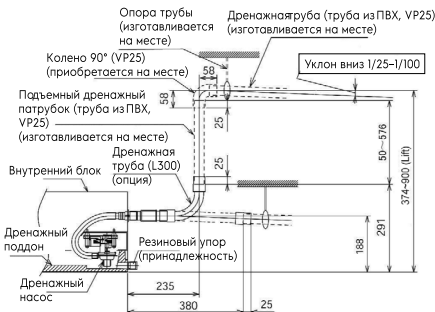 Опора трубы
(изготавливается
на месте)
Дренажная труба (труба из ПВХ, VP25)
(изготавливается на месте)
Колено 90° (VP25)
(приобретается на месте)
Уклон вниз 1/25–1/100
Подъемный дренажный
патрубок (труба из ПВХ,
VP25)
(изготавливается на месте)
58
58
25
Дренажная
труба (L300)
(опция)
25
50~576
374~900 (Lift)
Внутренний блок
Дренажный
поддон
Резиновый упор
(принадлежность)
188
291
Дренажный
насос
235
380
25